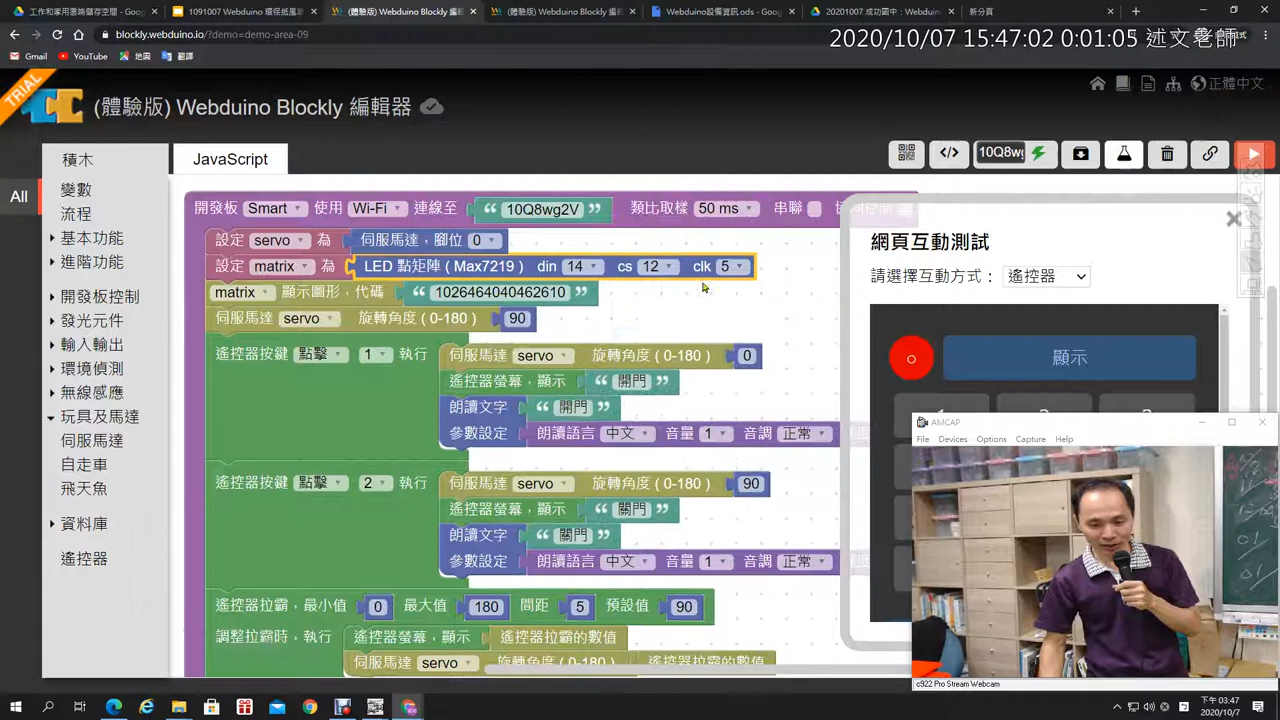 工作和家用雲端儲存空間 - Goog
1091007 Webduino 環保紙風車
(體驗版) Webduino Blockly 編輯
(體驗版) Webduino Blockly 編輯
Webduino設備資訊.ods - Goog
20201007 成功國中：Webduino
新分頁
blockly.webduino.io/?demo=demo-area-09
2020/10/07 15:47:02 0:01:05 述文老師
Gmail
YouTube
地圖
翻譯
TRIAL
(體驗版) Webduino Blockly 編輯器
正體中文
積木
JavaScript
10Q8wg
All
變數
流程
基本功能
進階功能
開發板控制
發光元件
輸入輸出
環境偵測
無線感應
玩具及馬達
伺服馬達
自走車
飛天魚
資料庫
遙控器
開發板 Smart 使用 Wi-Fi 連線至 “ 10Q8wg2V ” 類比取樣 50 ms 串聯
設定 servo 為 伺服馬達，腳位 0
設定 matrix 為 LED 點矩陣 ( Max7219 ) din 14 cs 12 clk 5
matrix 顯示圖形，代碼 “ 1026464040462610 ”
伺服馬達 servo 旋轉角度 ( 0-180 ) 90
遙控器按鍵 點擊 1 執行 伺服馬達 servo 旋轉角度 ( 0-180 ) 0
遙控器螢幕，顯示 “ 開門 ”
朗讀文字 “ 開門 ”
參數設定 朗讀語言 中文 音量 1 音調 正常
遙控器按鍵 點擊 2 執行 伺服馬達 servo 旋轉角度 ( 0-180 ) 90
遙控器螢幕，顯示 “ 關門 ”
朗讀文字 “ 關門 ”
參數設定 朗讀語言 中文 音量 1 音調 正常
遙控器拉霸，最小值 0 最大值 180 間距 5 預設值 90
調整拉霸時，執行 遙控器螢幕，顯示 遙控器拉霸的數值
伺服馬達 servo 旋轉角度 ( 0-180 ) 遙控器拉霸的數值
網頁互動測試
請選擇互動方式： 遙控器
顯示
AMCAP
File Devices Options Capture Help
c922 Pro Stream Webcam
下午 03:47
2020/10/7